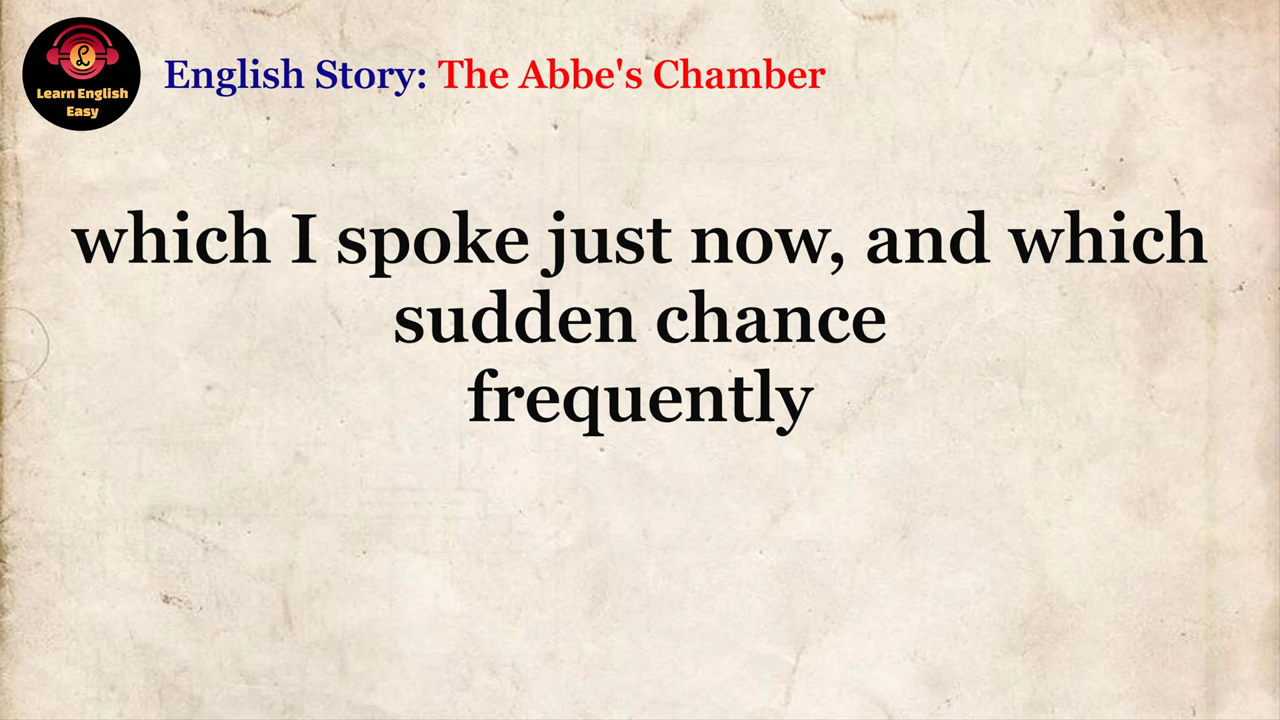 Learn English
Easy
English Story: The Abbe's Chamber
which I spoke just now, and which
sudden chance
frequently